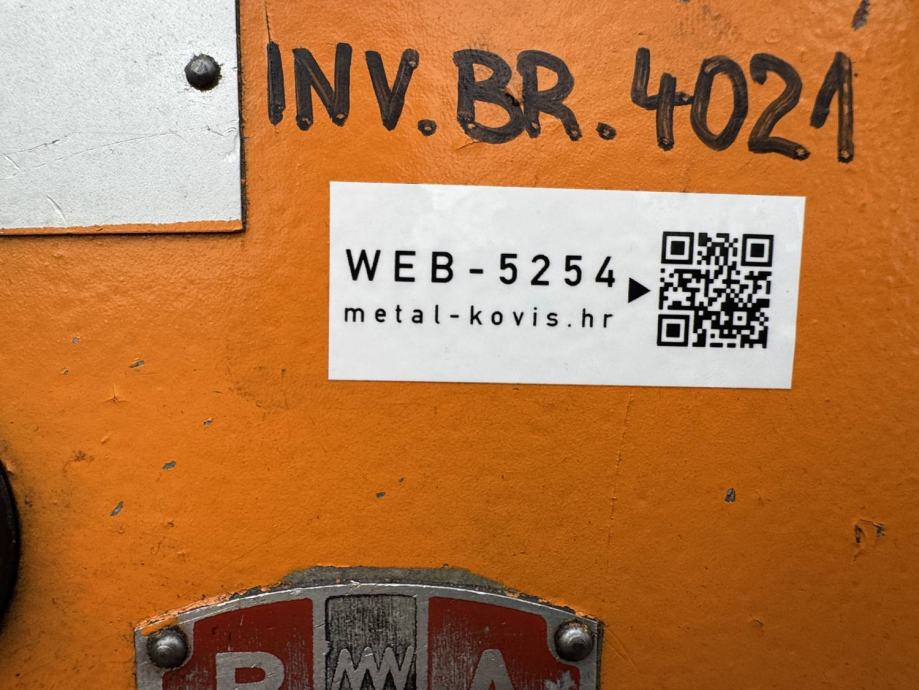 INV. BR. 4021
WEB-5254
metal-kovis.hr